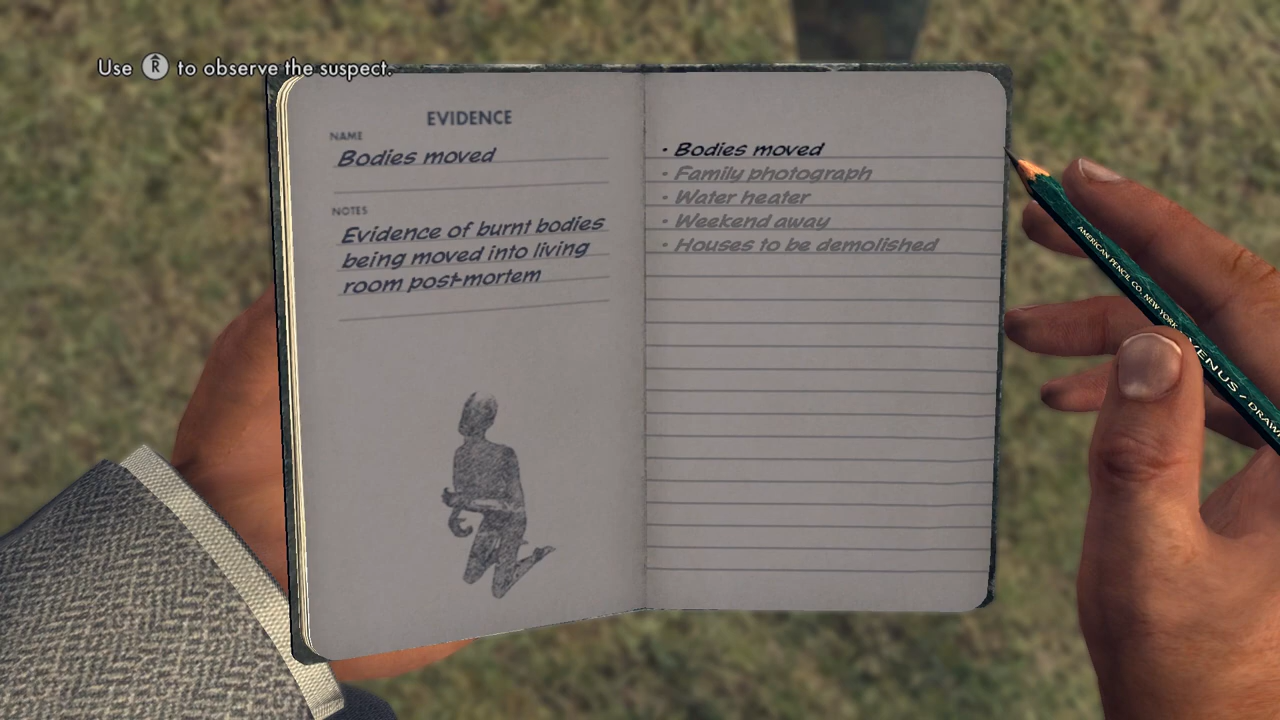 Use R to observe the suspect.
EVIDENCE
NAME
Bodies moved
NOTES
Evidence of burnt bodies
being moved into living
room post-mortem
· Bodies moved
· Family photograph
· Water heater
· Weekend away
· Houses to be demolished
AMERICAN PENCIL CO. NEW YORK
VENUS / DRAW